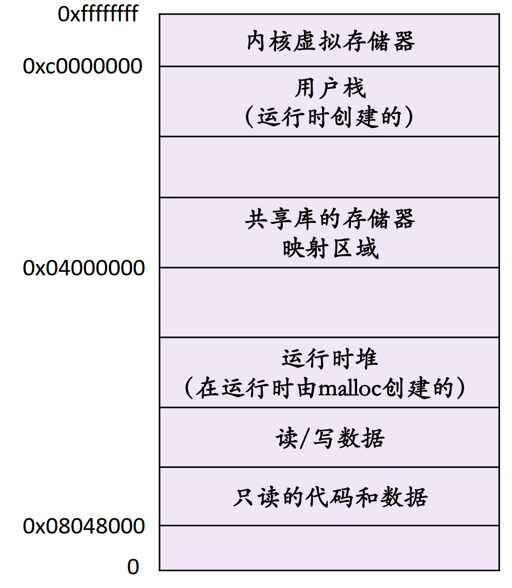 0xffffffff
内核虚拟存储器
0xc0000000
用户栈
（运行时创建的）
共享库的存储器
映射区域
0x04000000
运行时堆
（在运行时由malloc创建的）
读/写数据
只读的代码和数据
0x08048000
0